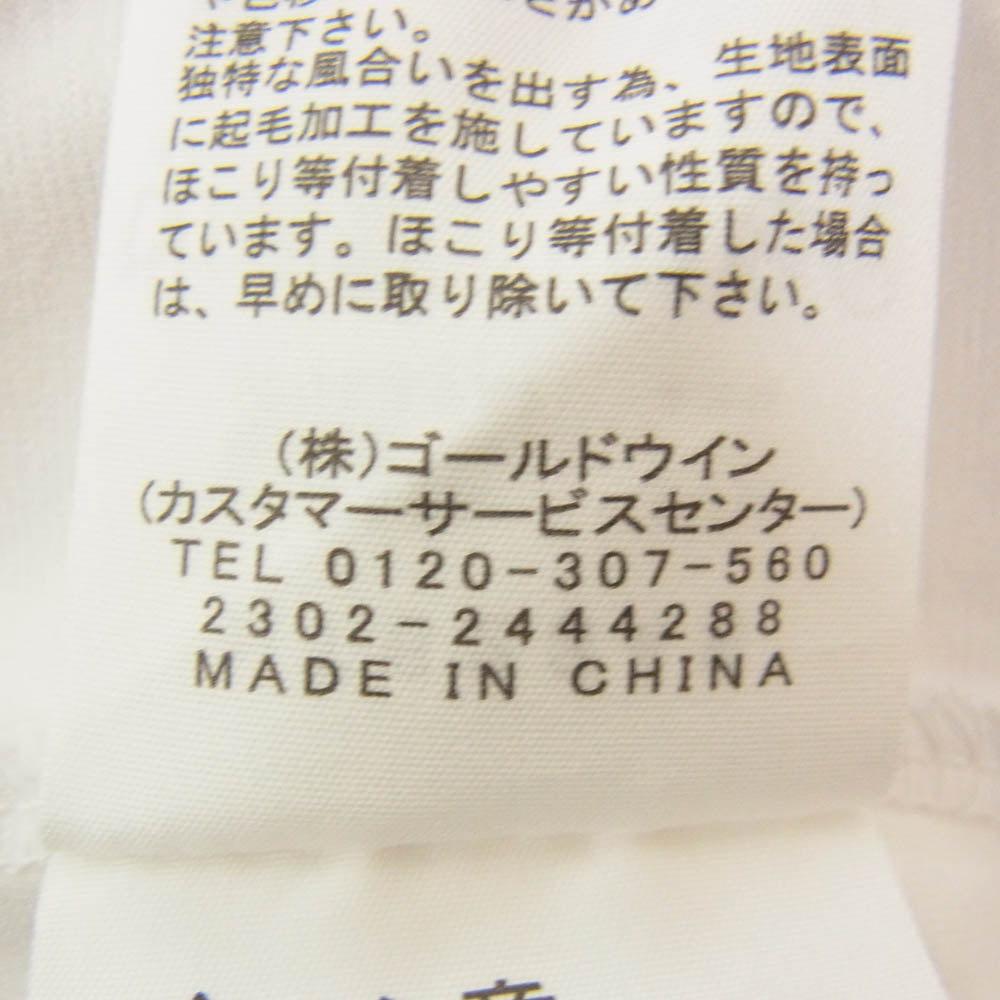 注意下さい。
独特な風合いを出す為、生地表面
に起毛加工を施していますので、
ほこり等付着しやすい性質を持っ
ています。ほこり等付着した場合
は、早めに取り除いて下さい。
(株)ゴールドウイン
(カスタマーサービスセンター)
TEL 0120-307-560
2302-2444288
MADE IN CHINA